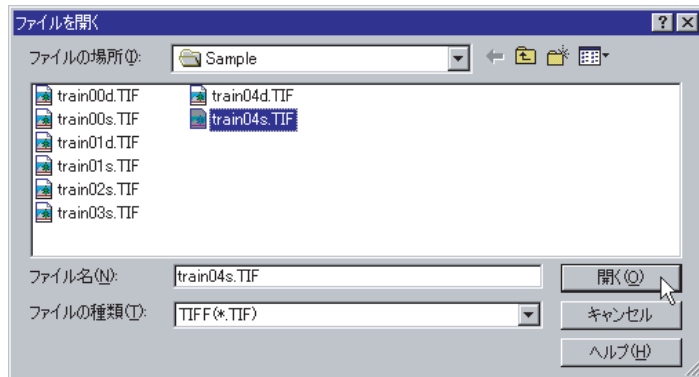 ファイルを開く
ファイルの場所(I):
Sample
train00d.TIF
train00s.TIF
train01d.TIF
train01s.TIF
train02s.TIF
train03s.TIF
train04d.TIF
train04s.TIF
ファイル名(N):
train04s.TIF
開く(O)
ファイルの種類(T):
TIFF(*.TIF)
キャンセル
ヘルプ(H)